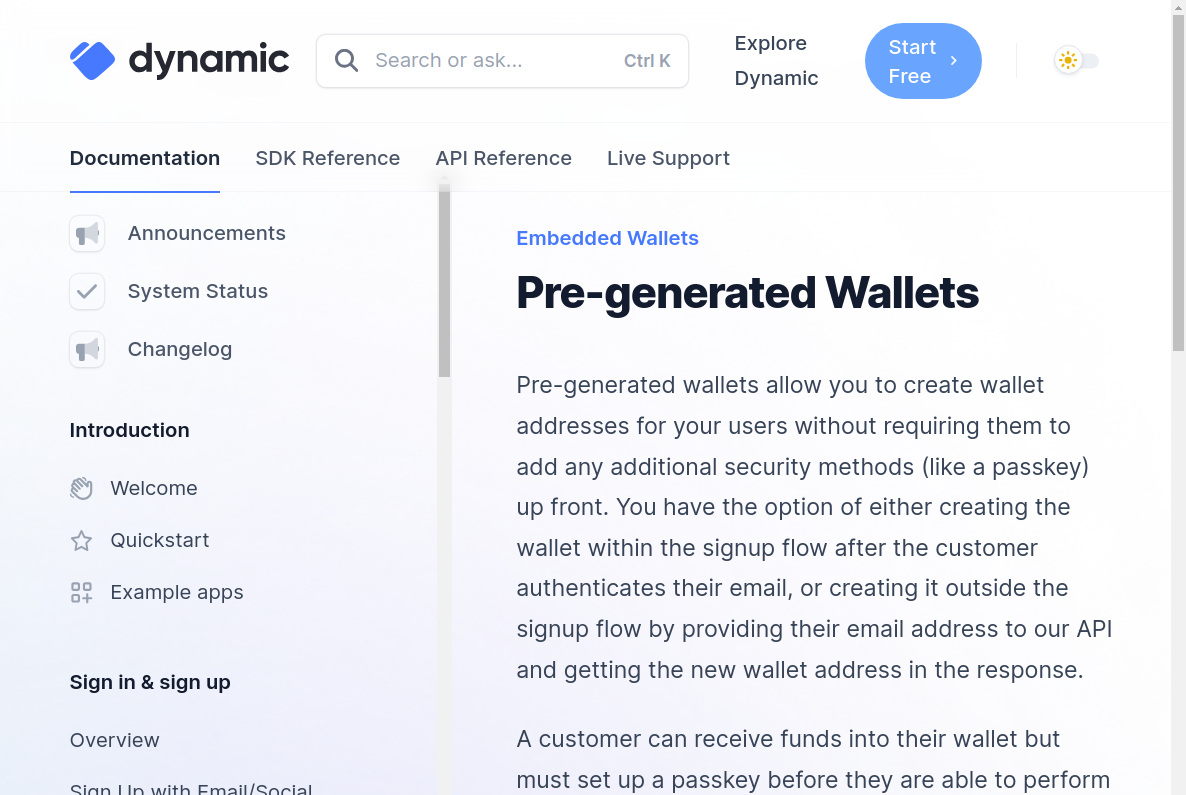 dynamic
Search or ask...
Ctrl K
Explore
Dynamic
Start
Free
Documentation
SDK Reference
API Reference
Live Support
Announcements
System Status
Changelog
Introduction
Welcome
Quickstart
Example apps
Sign in & sign up
Overview
Sign Up with Email/Social
Embedded Wallets
Pre-generated Wallets
Pre-generated wallets allow you to create wallet
addresses for your users without requiring them to
add any additional security methods (like a passkey)
up front. You have the option of either creating the
wallet within the signup flow after the customer
authenticates their email, or creating it outside the
signup flow by providing their email address to our API
and getting the new wallet address in the response.
A customer can receive funds into their wallet but
must set up a passkey before they are able to perform